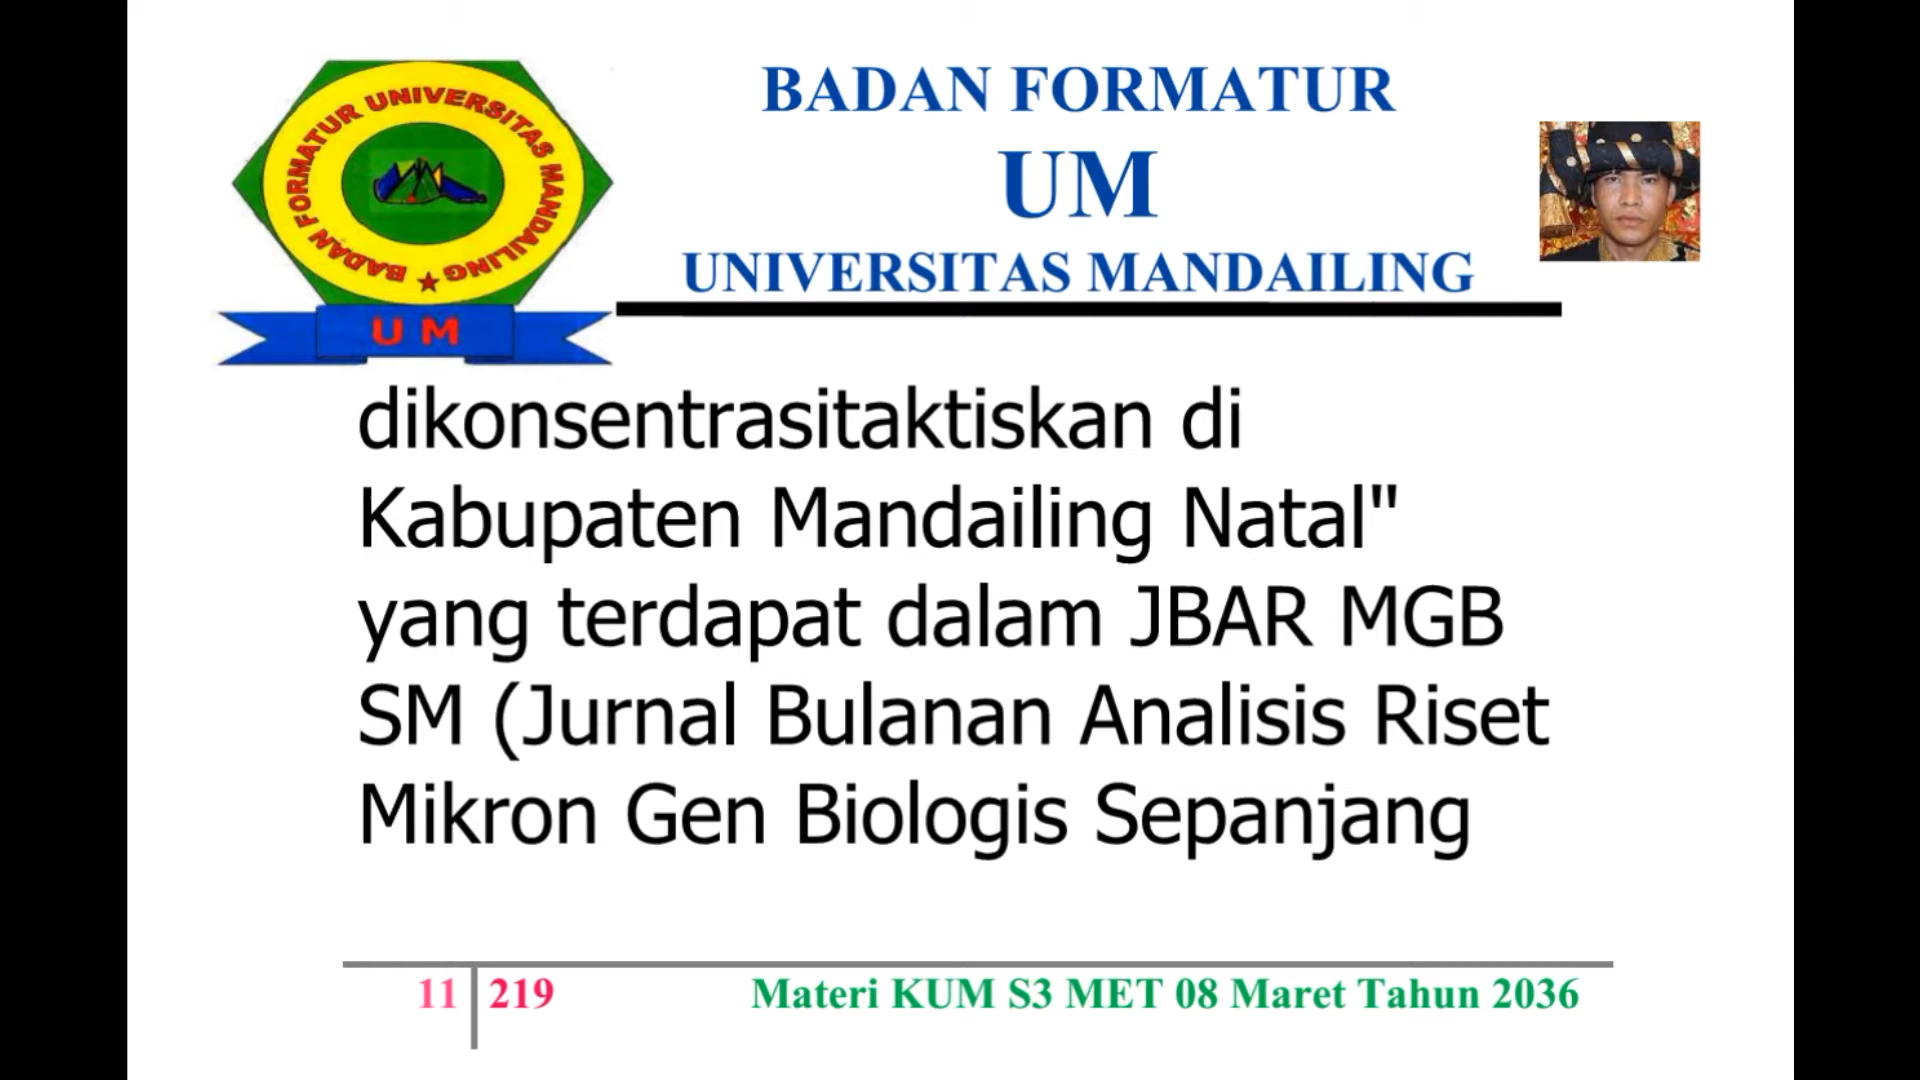 BADAN FORMATUR UNIVERSITAS MANDAILING ★
U M
BADAN FORMATUR
UM
UNIVERSITAS MANDAILING
dikonsentrasitaktiskan di
Kabupaten Mandailing Natal"
yang terdapat dalam JBAR MGB
SM (Jurnal Bulanan Analisis Riset
Mikron Gen Biologis Sepanjang
11 219 Materi KUM S3 MET 08 Maret Tahun 2036